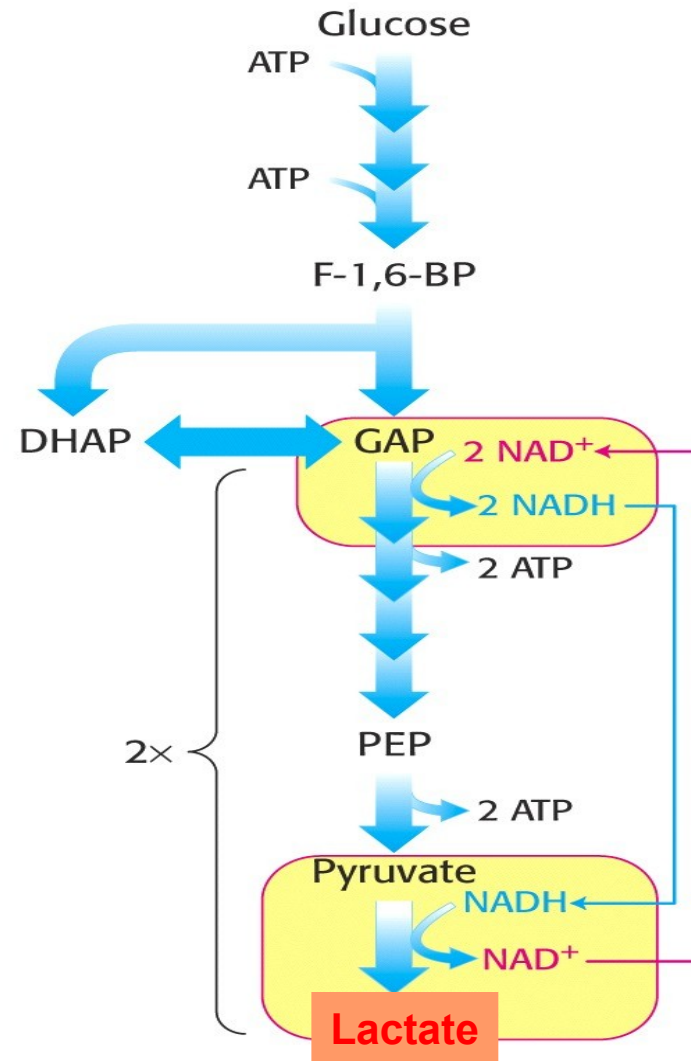 Glucose
ATP
ATP
F-1,6-BP
DHAP
GAP
2 NAD⁺
2 NADH
2 ATP
2×
PEP
2 ATP
Pyruvate
NADH
NAD⁺
Lactate